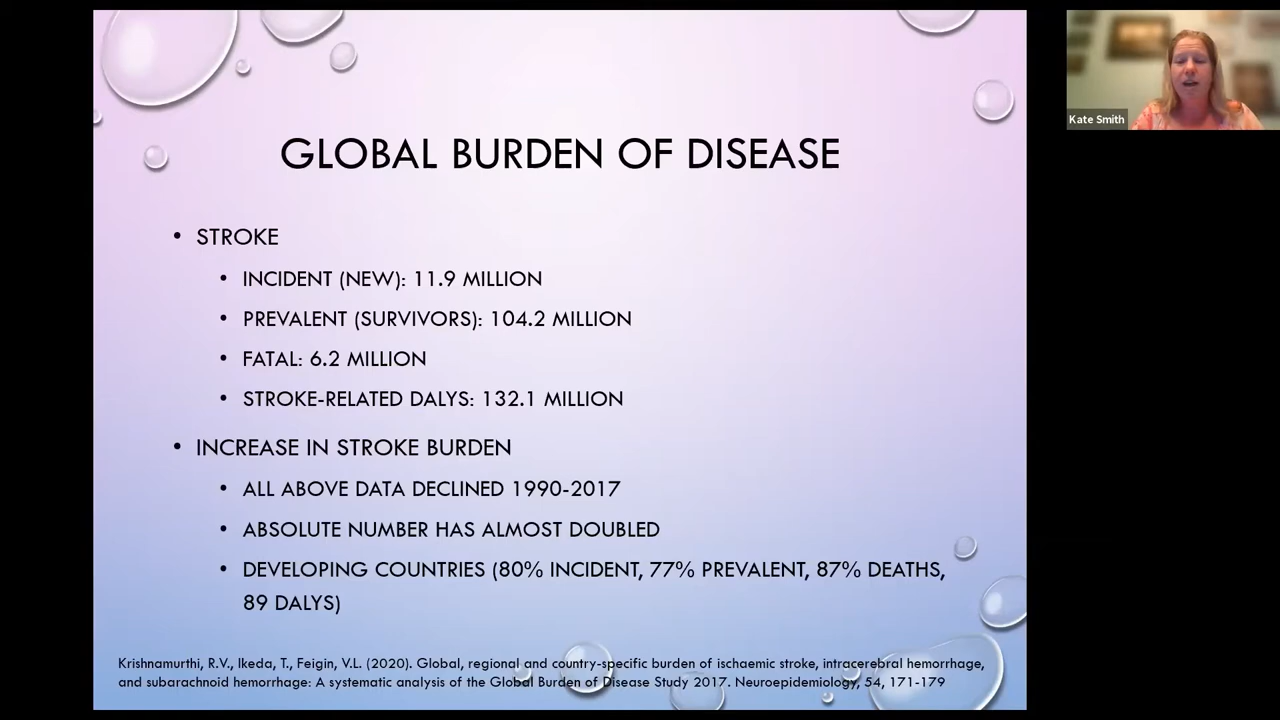 GLOBAL BURDEN OF DISEASE
• STROKE
• INCIDENT (NEW): 11.9 MILLION
• PREVALENT (SURVIVORS): 104.2 MILLION
• FATAL: 6.2 MILLION
• STROKE-RELATED DALYS: 132.1 MILLION
• INCREASE IN STROKE BURDEN
• ALL ABOVE DATA DECLINED 1990-2017
• ABSOLUTE NUMBER HAS ALMOST DOUBLED
• DEVELOPING COUNTRIES (80% INCIDENT, 77% PREVALENT, 87% DEATHS,
89 DALYS)
Krishnamurthi, R.V., Ikeda, T., Feigin, V.L. (2020). Global, regional and country-specific burden of ischaemic stroke, intracerebral hemorrhage,
and subarachnoid hemorrhage: A systematic analysis of the Global Burden of Disease Study 2017. Neuroepidemiology, 54, 171-179
Kate Smith